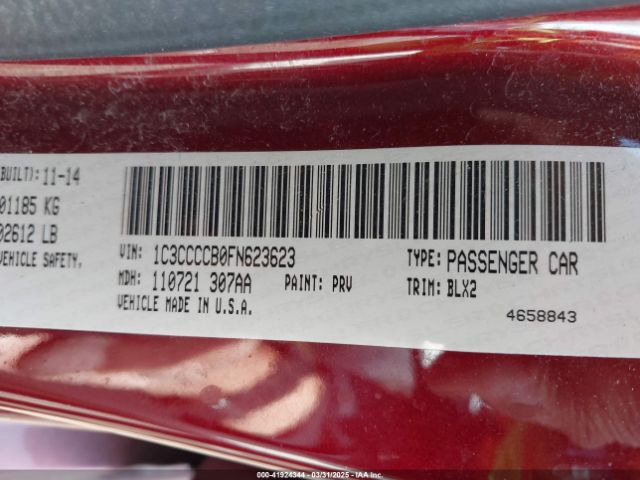 BUILT): 11-14
01185 KG
02612 LB
VEHICLE SAFETY.
VIN: 1C3CCCCB0FN623623
TYPE: PASSENGER CAR
MDH: 110721 307AA
PAINT: PRV
TRIM: BLX2
VEHICLE MADE IN U.S.A.
4658843
000-41924344 — 03/31/2025 — IAA Inc.